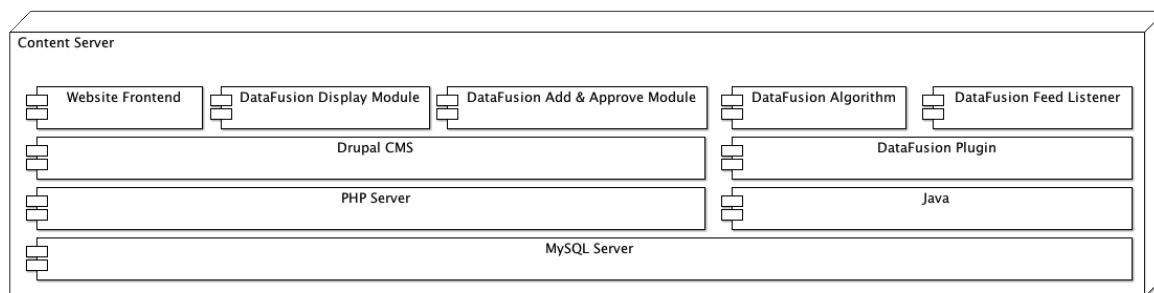 Content Server
Website Frontend
DataFusion Display Module
DataFusion Add & Approve Module
DataFusion Algorithm
DataFusion Feed Listener
Drupal CMS
DataFusion Plugin
PHP Server
Java
MySQL Server